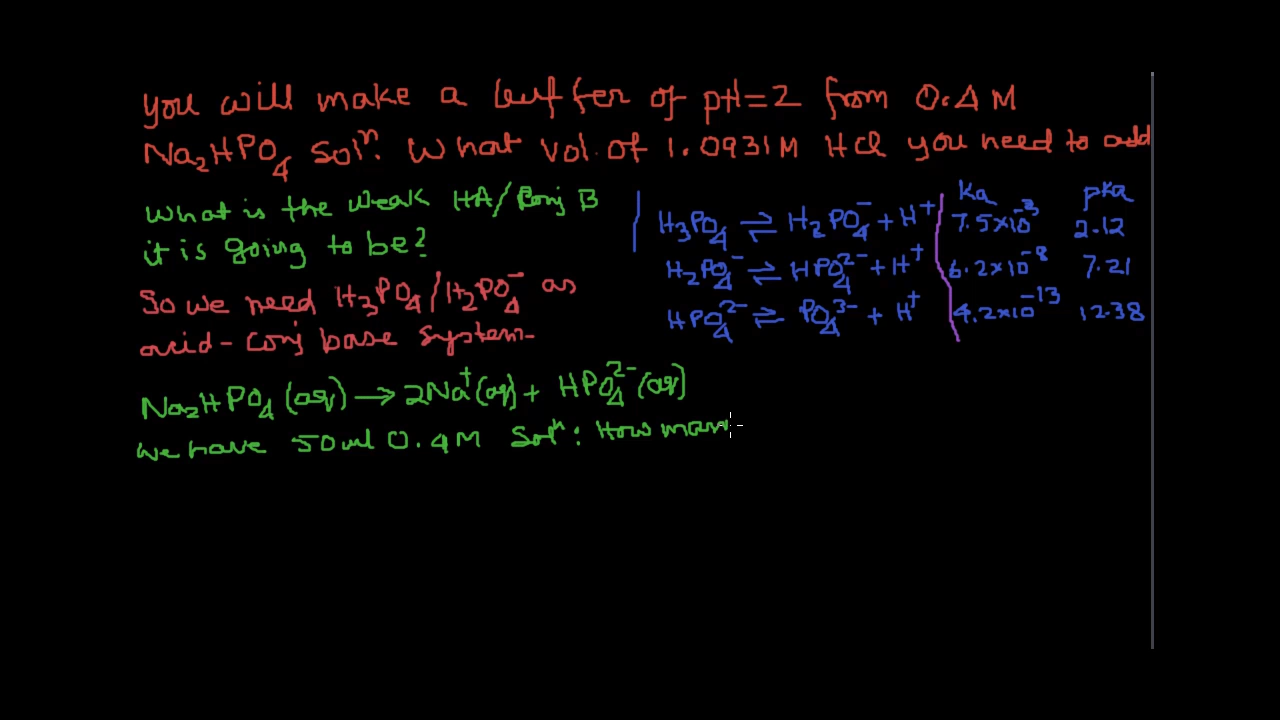 You will make a buffer of pH=2 from 0.4 M
Na₂HPO₄ Solⁿ. What Vol. of 1.0931M HCl you need to add
What is the weak HA/Conj B
it is going to be?
So we need H₃PO₄/H₂PO₄⁻ as
acid-conj base system-
Ka pKa
H₃PO₄ ⇌ H₂PO₄⁻ + H⁺ 7.5×10⁻³ 2.12
H₂PO₄⁻ ⇌ HPO₄²⁻ + H⁺ 6.2×10⁻⁸ 7.21
HPO₄²⁻ ⇌ PO₄³⁻ + H⁺ 4.2×10⁻¹³ 12.38
Na₂HPO₄ (aq) → 2Na⁺(aq) + HPO₄²⁻(aq)
We have 50ml 0.4M Solⁿ: How man